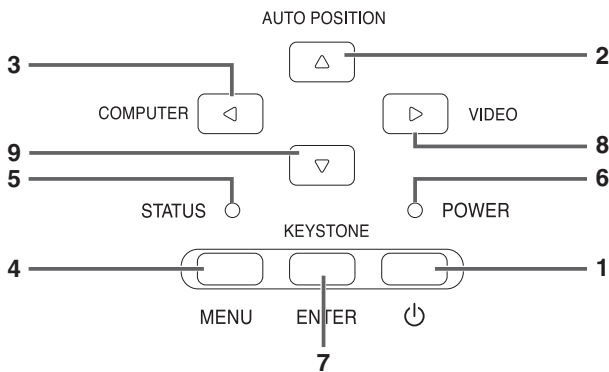 AUTO POSITION
3
2
COMPUTER
VIDEO
8
9
5
6
STATUS
POWER
KEYSTONE
4
1
MENU
ENTER
7